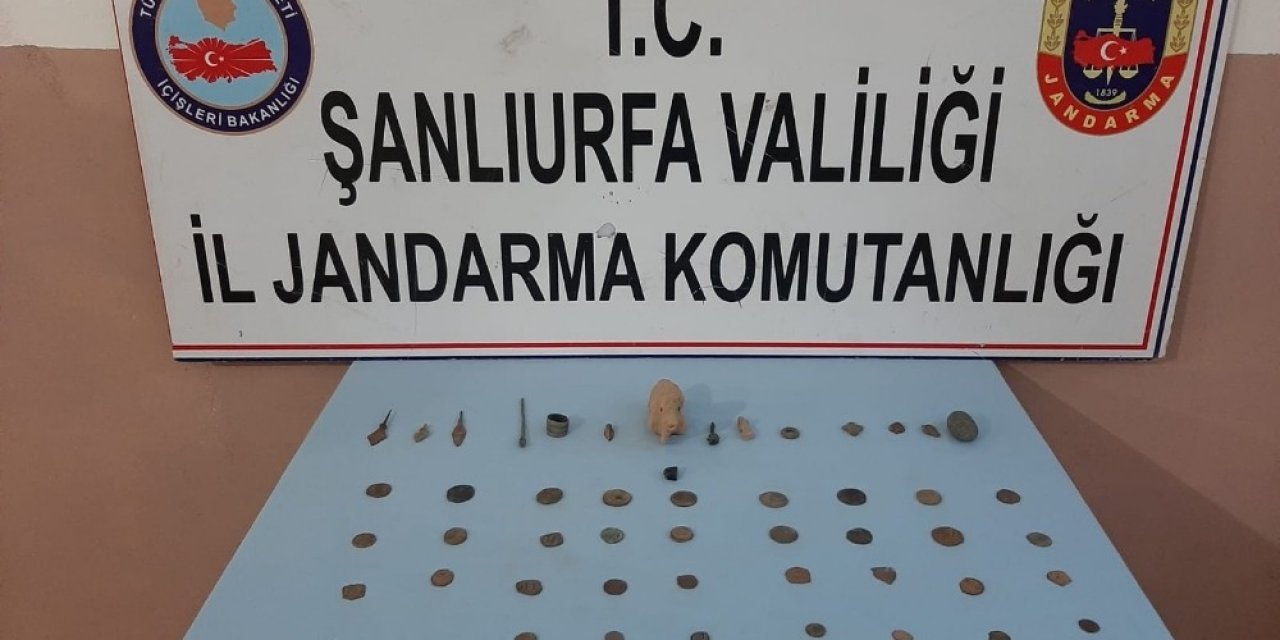 T.C.
ŞANLIURFA VALİLİĞİ
İL JANDARMA KOMUTANLIĞI
İÇİŞLERİ BAKANLIĞI
1839
JANDARMA